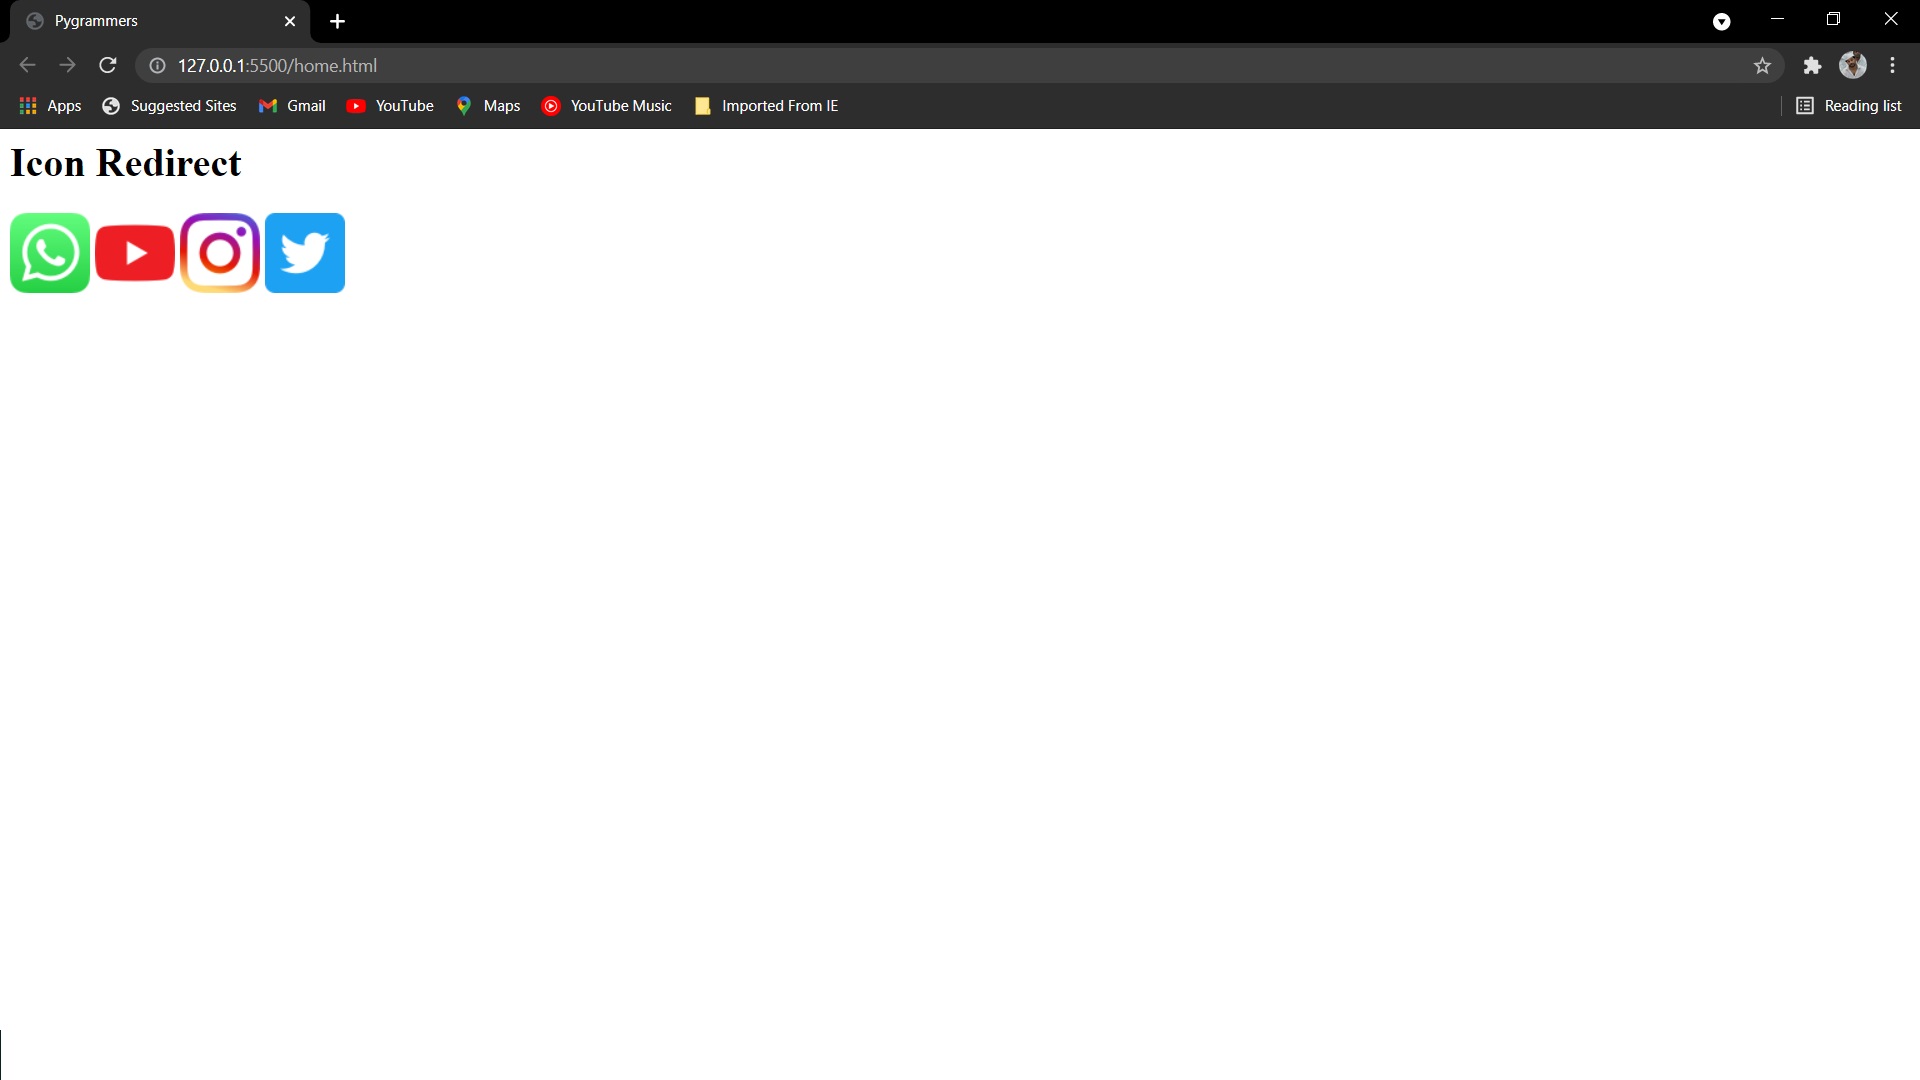 Pygrammers
127.0.0.1:5500/home.html
Apps Suggested Sites Gmail YouTube Maps YouTube Music Imported From IE Reading list
Icon Redirect